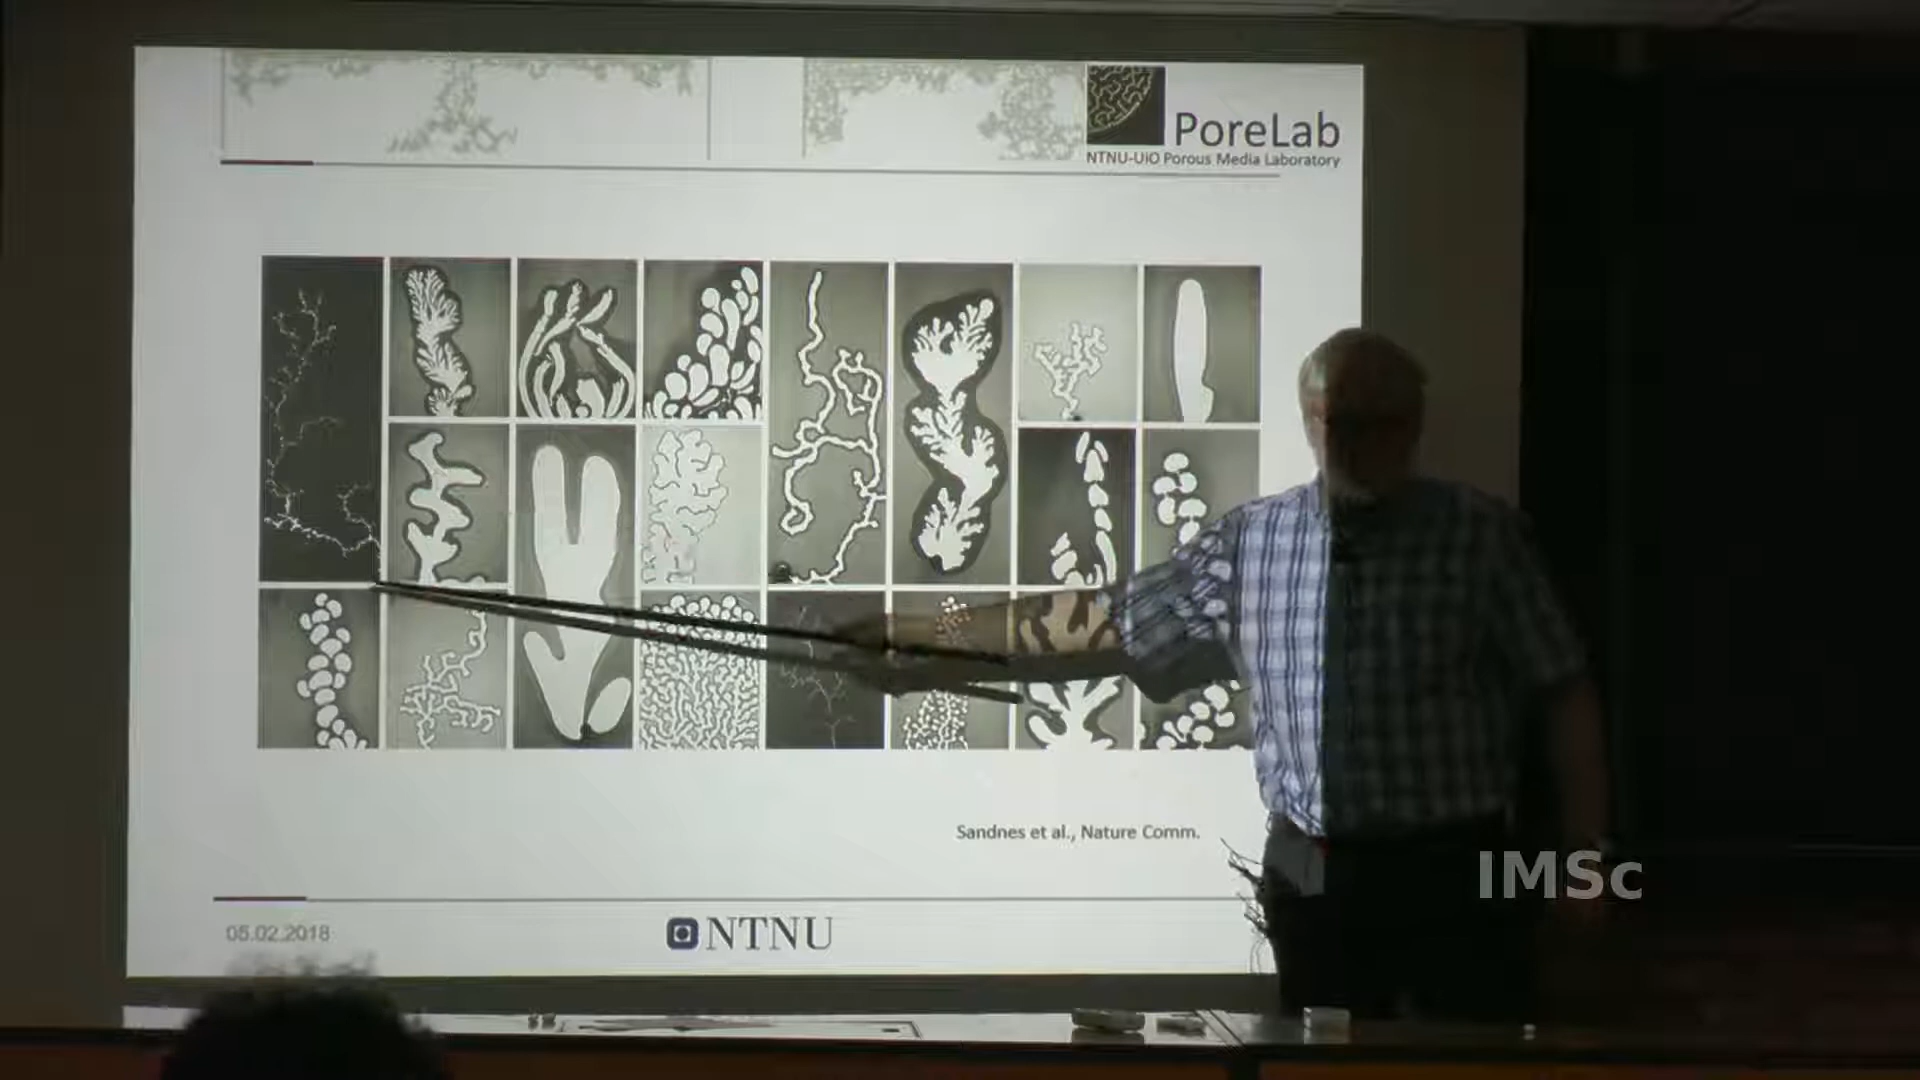 PoreLab
NTNU-UiO Porous Media Laboratory
Sandnes et al., Nature Comm.
IMSc
05.02.2018
NTNU